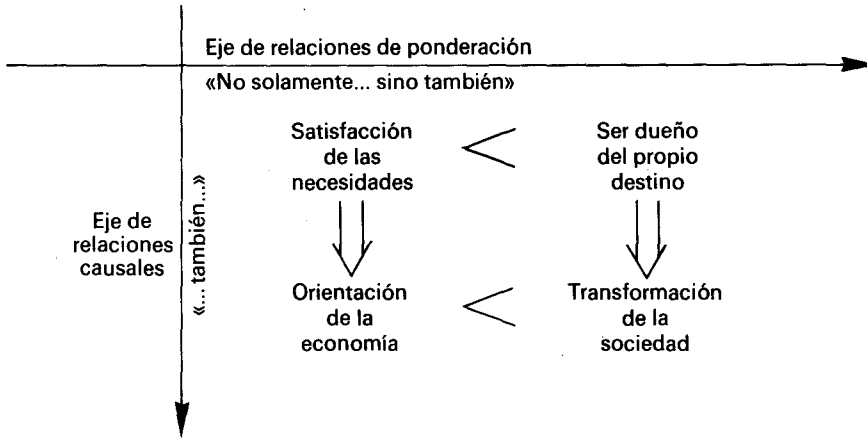 Eje de relaciones de ponderación
«No solamente... sino también»
Satisfacción
de las
necesidades
<
Ser dueño
del propio
destino
Eje de
relaciones
causales
«... también...»
Orientación
de la
economía
<
Transformación
de la
sociedad